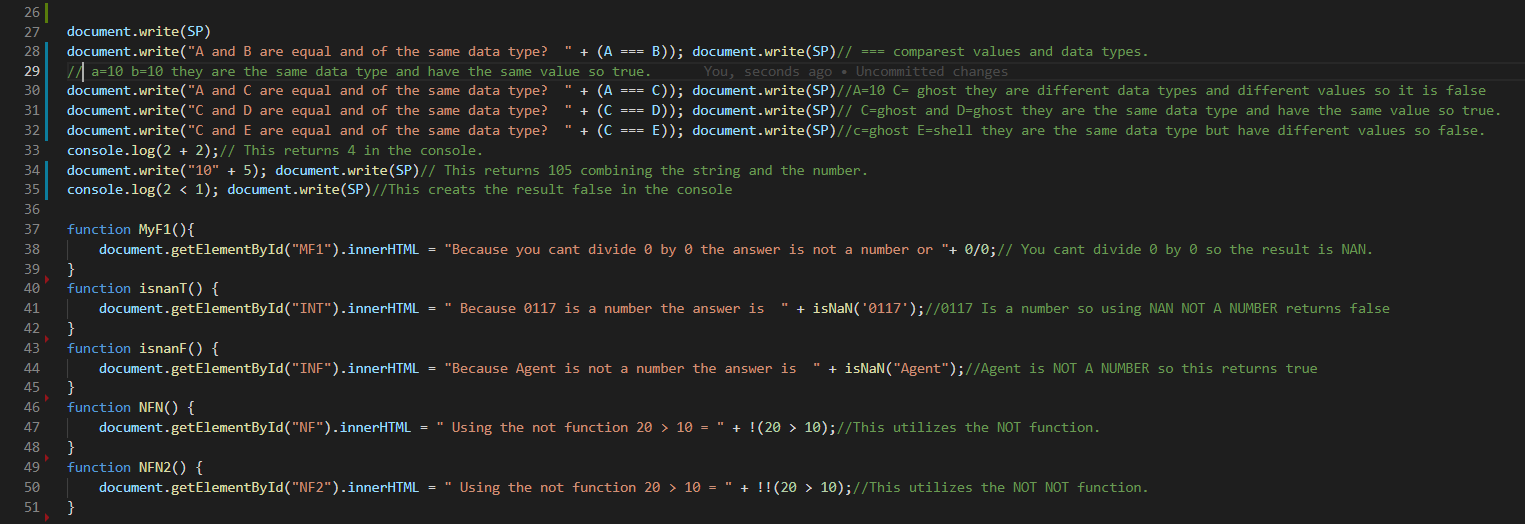 26
27 document.write(SP)
28 document.write("A and B are equal and of the same data type?  " + (A === B)); document.write(SP)// === comparest values and data types.
29 // a=10 b=10 they are the same data type and have the same value so true. You, seconds ago • Uncommitted changes
30 document.write("A and C are equal and of the same data type?  " + (A === C)); document.write(SP)//A=10 C= ghost they are different data types and different values so it is false
31 document.write("C and D are equal and of the same data type?  " + (C === D)); document.write(SP)// C=ghost and D=ghost they are the same data type and have the same value so true.
32 document.write("C and E are equal and of the same data type?  " + (C === E)); document.write(SP)//c=ghost E=shell they are the same data type but have different values so false.
33 console.log(2 + 2);// This returns 4 in the console.
34 document.write("10" + 5); document.write(SP)// This returns 105 combining the string and the number.
35 console.log(2 < 1); document.write(SP)//This creats the result false in the console
36
37 function MyF1(){
38     document.getElementById("MF1").innerHTML = "Because you cant divide 0 by 0 the answer is not a number or "+ 0/0;// You cant divide 0 by 0 so the result is NAN.
39 }
40 function isnanT() {
41     document.getElementById("INT").innerHTML = " Because 0117 is a number the answer is  " + isNaN('0117');//0117 Is a number so using NAN NOT A NUMBER returns false
42 }
43 function isnanF() {
44     document.getElementById("INF").innerHTML = "Because Agent is not a number the answer is  " + isNaN("Agent");//Agent is NOT A NUMBER so this returns true
45 }
46 function NFN() {
47     document.getElementById("NF").innerHTML = " Using the not function 20 > 10 = " + !(20 > 10);//This utilizes the NOT function.
48 }
49 function NFN2() {
50     document.getElementById("NF2").innerHTML = " Using the not function 20 > 10 = " + !!(20 > 10);//This utilizes the NOT NOT function.
51 }